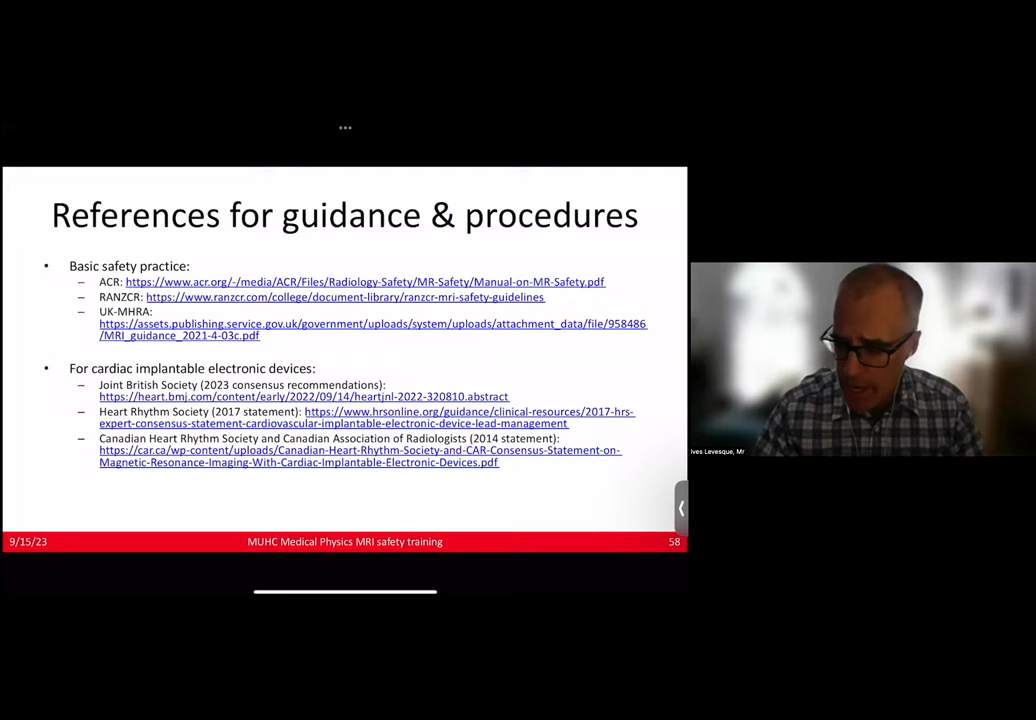 References for guidance & procedures
• Basic safety practice:
– ACR: https://www.acr.org/-/media/ACR/Files/Radiology-Safety/MR-Safety/Manual-on-MR-Safety.pdf
– RANZCR: https://www.ranzcr.com/college/document-library/ranzcr-mri-safety-guidelines
– UK-MHRA:
https://assets.publishing.service.gov.uk/government/uploads/system/uploads/attachment_data/file/958486
/MRI_guidance_2021-4-03c.pdf
• For cardiac implantable electronic devices:
– Joint British Society (2023 consensus recommendations):
https://heart.bmj.com/content/early/2022/09/14/heartjnl-2022-320810.abstract
– Heart Rhythm Society (2017 statement): https://www.hrsonline.org/guidance/clinical-resources/2017-hrs-
expert-consensus-statement-cardiovascular-implantable-electronic-device-lead-management
– Canadian Heart Rhythm Society and Canadian Association of Radiologists (2014 statement):
https://car.ca/wp-content/uploads/Canadian-Heart-Rhythm-Society-and-CAR-Consensus-Statement-on-
Magnetic-Resonance-Imaging-With-Cardiac-Implantable-Electronic-Devices.pdf
Ives Levesque, Mr
9/15/23
MUHC Medical Physics MRI safety training
58